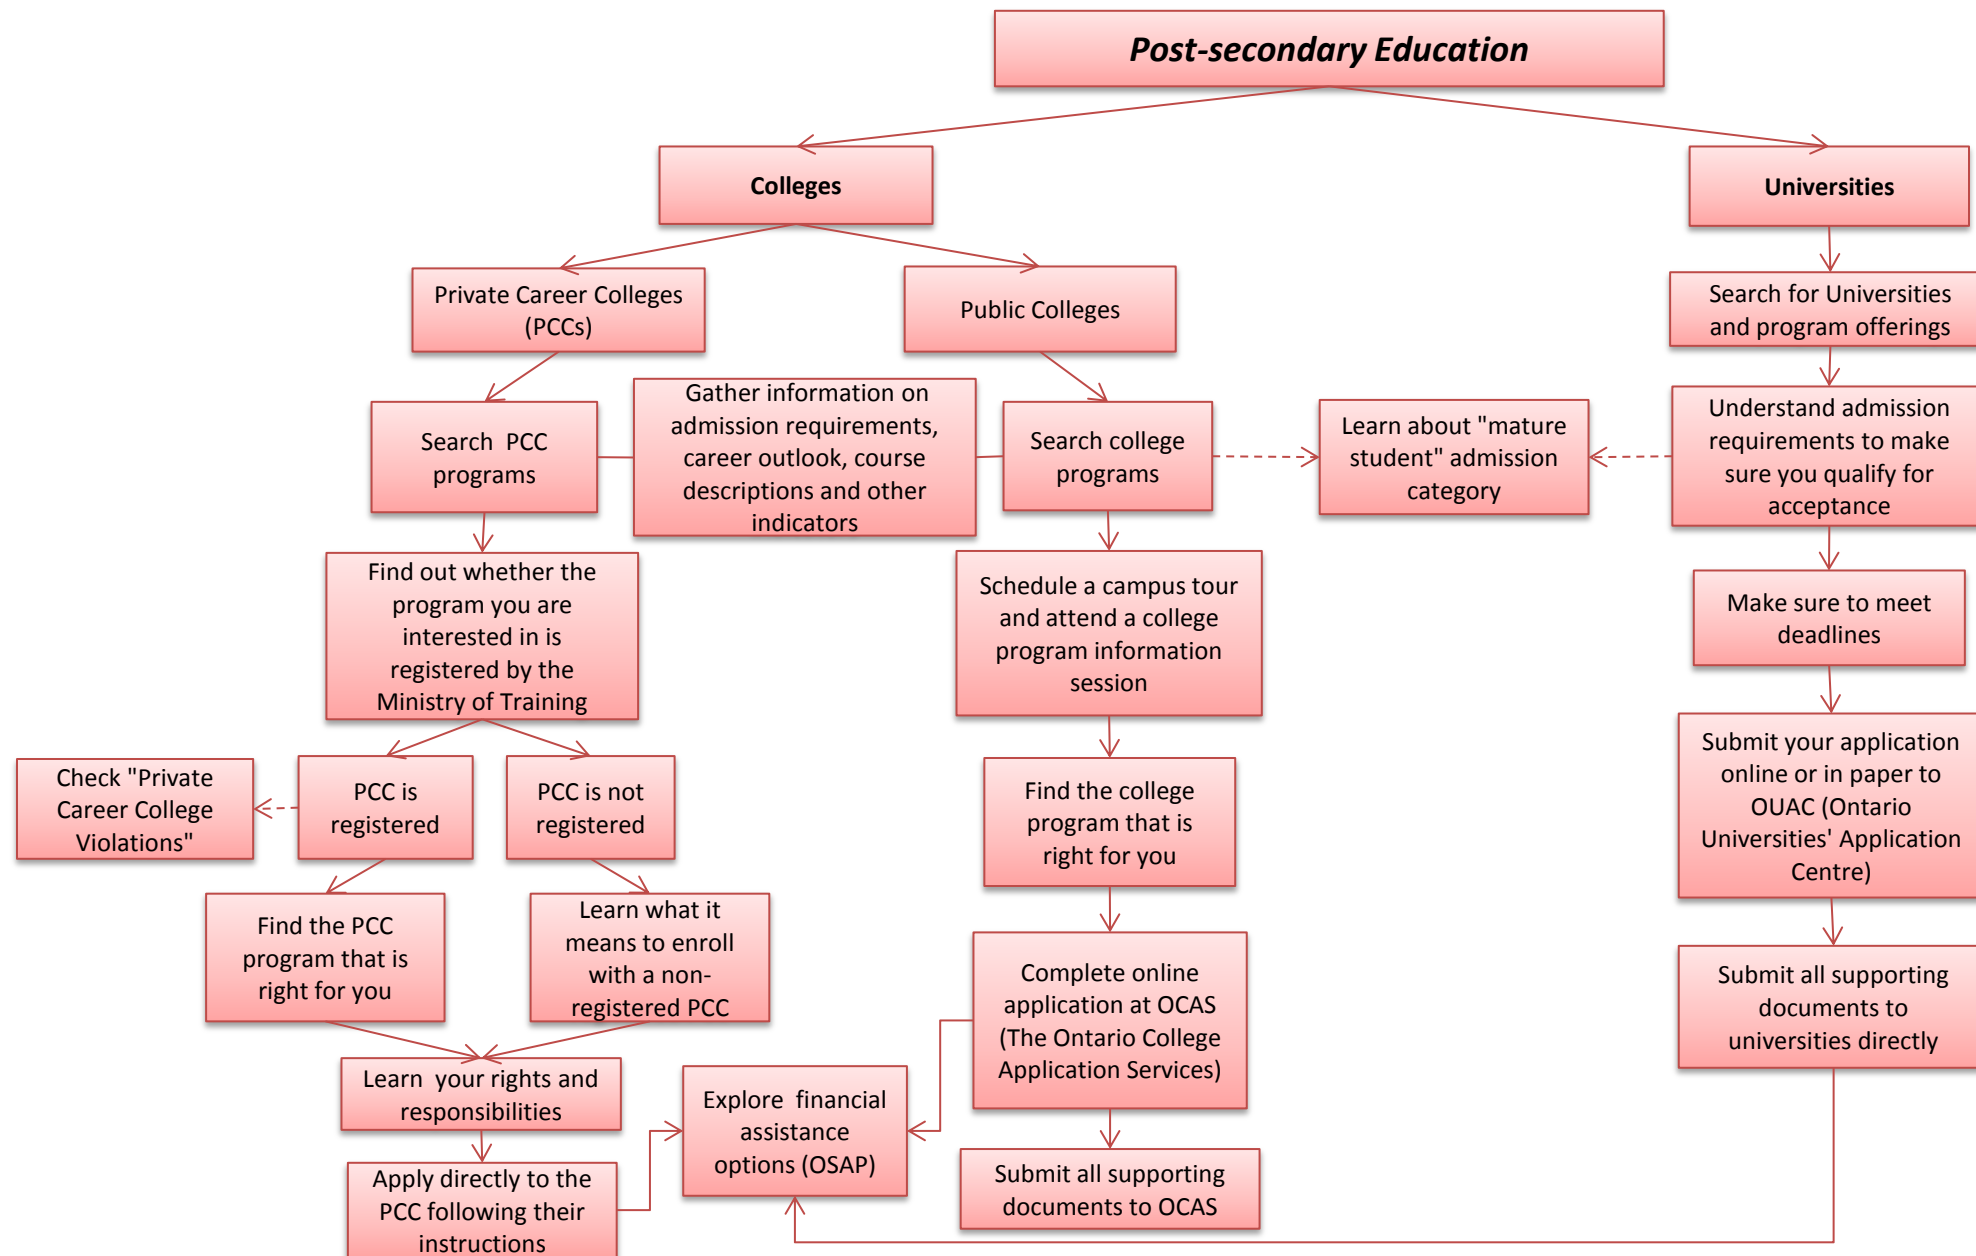 Post-secondary Education
Colleges
Universities
Private Career Colleges
(PCCs)
Public Colleges
Search for Universities
and program offerings
Search  PCC
programs
Gather information on
admission requirements,
career outlook, course
descriptions and other
indicators
Search college
programs
Learn about "mature
student" admission
category
Understand admission
requirements to make
sure you qualify for
acceptance
Find out whether the
program you are
interested in is
registered by the
Ministry of Training
Schedule a campus tour
and attend a college
program information
session
Make sure to meet
deadlines
Check "Private
Career College
Violations"
PCC is
registered
PCC is not
registered
Find the college
program that is
right for you
Submit your application
online or in paper to
OUAC (Ontario
Universities' Application
Centre)
Find the PCC
program that is
right for you
Learn what it
means to enroll
with a non-
registered PCC
Complete online
application at OCAS
(The Ontario College
Application Services)
Submit all supporting
documents to
universities directly
Learn  your rights and
responsibilities
Explore  financial
assistance
options (OSAP)
Submit all supporting
documents to OCAS
Apply directly to the
PCC following their
instructions